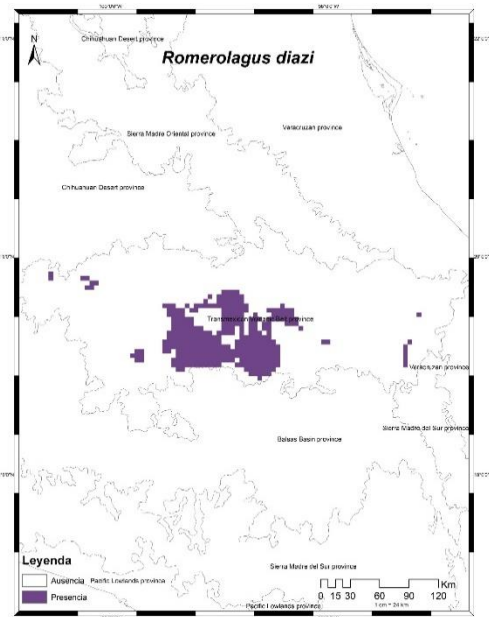 N
Chihuahuan Desert province
Romerolagus diazi
Veracruzan province
Sierra Madre Oriental province
Chihuahuan Desert province
Veracruzan province
Sierra Madre del Sur province
Balsas Basin province
Leyenda
Ausencia
Pacific Lowlands province
Presencia
Sierra Madre del Sur province
0 15 30 60 90 120
Km
1 cm = 24 km
Pacific Lowlands province